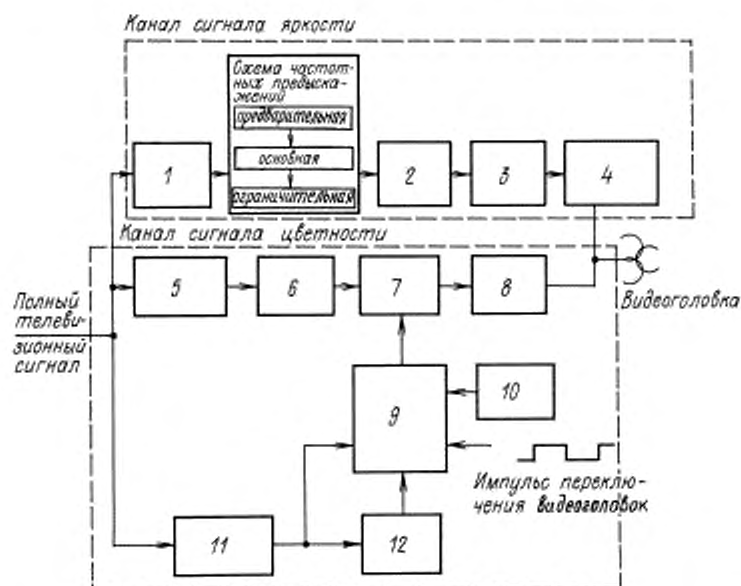 Канал сигнала яркости
Схема частот-
ных предыска-
жений
предварительная
основная
ограничительная
1
2
3
4
Канал сигнала цветности
5
6
7
8
Видеоголовка
Полный
телеви-
зионный
сигнал
9
10
Импульс переклю-
чения видеоголовок
11
12